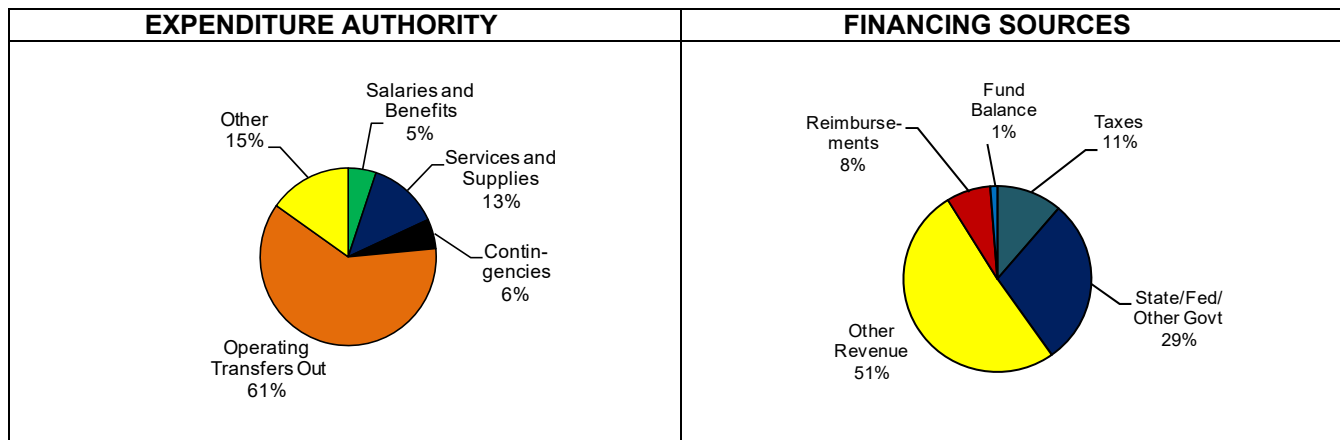 EXPENDITURE AUTHORITY
Salaries and
Benefits
5%
Other
15%
Services and
Supplies
13%
Contin-
gencies
6%
Operating
Transfers Out
61%
FINANCING SOURCES
Fund
Balance
1%
Reimburse-
ments
8%
Taxes
11%
State/Fed/
Other Govt
29%
Other
Revenue
51%